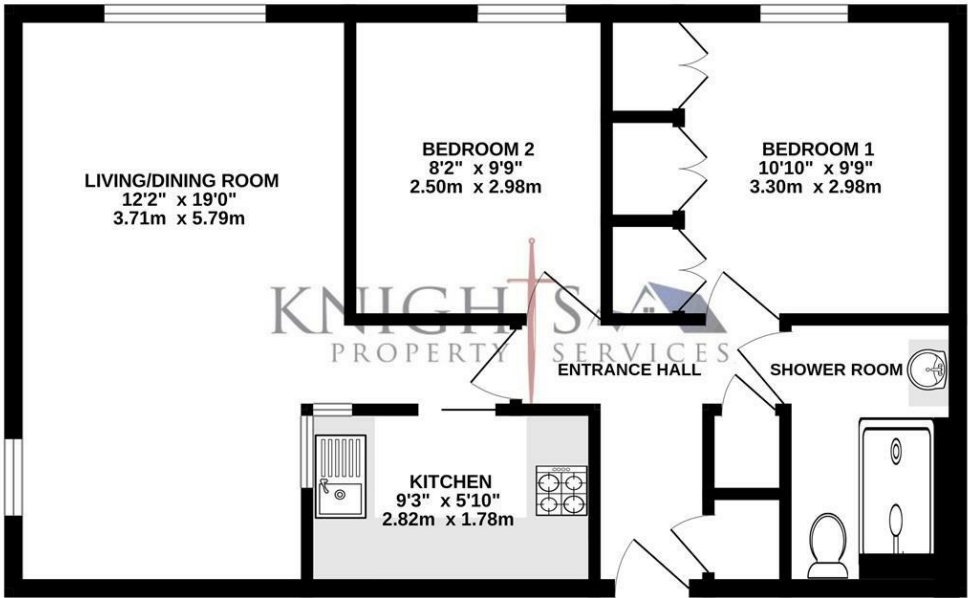 LIVING/DINING ROOM
12'2" x 19'0"
3.71m x 5.79m
BEDROOM 2
8'2" x 9'9"
2.50m x 2.98m
BEDROOM 1
10'10" x 9'9"
3.30m x 2.98m
KNIGHTS
PROPERTY SERVICES
ENTRANCE HALL
SHOWER ROOM
KITCHEN
9'3" x 5'10"
2.82m x 1.78m